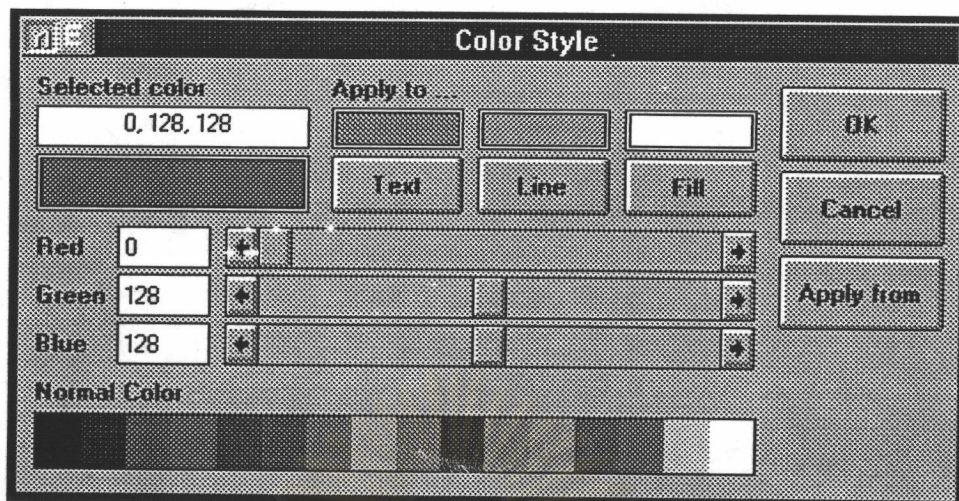 Color Style
Selected color
Apply to ...
0, 128, 128
Text
Line
Fill
OK
Cancel
Apply from
Red
0
Green
128
Blue
128
Normal Color